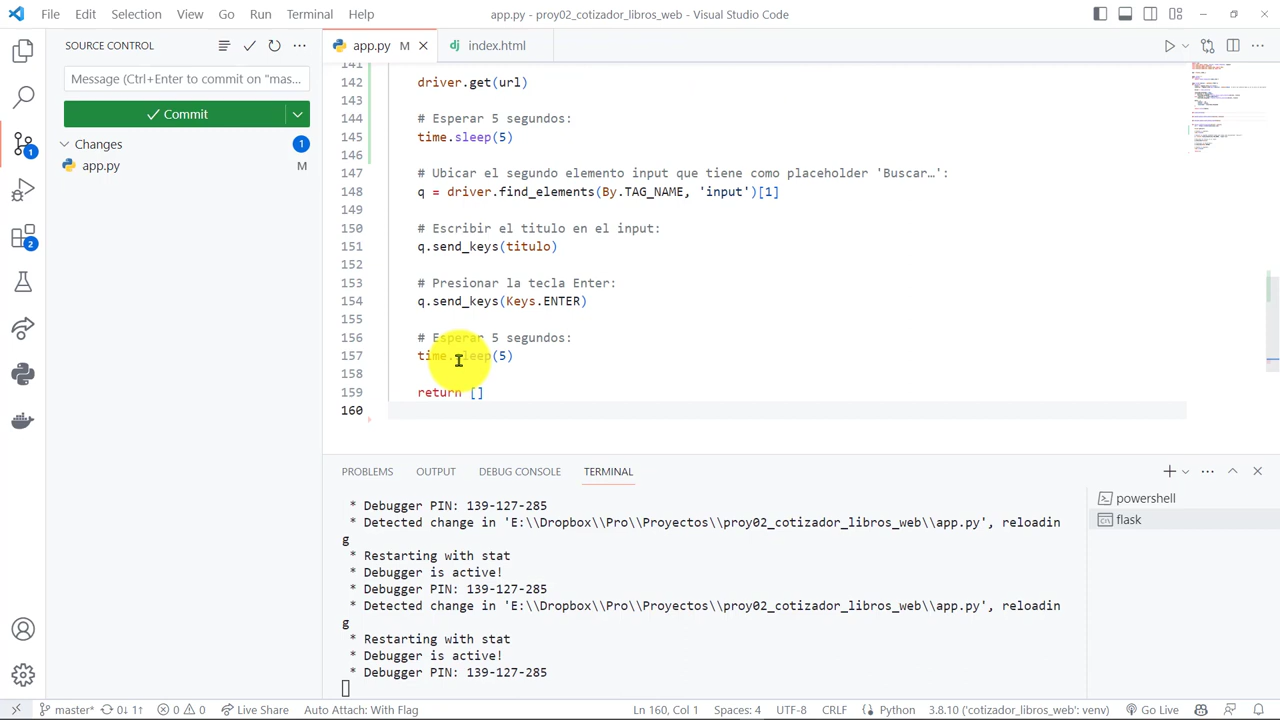 File Edit Selection View Go Run Terminal Help
app.py - proy02_cotizador_libros_web - Visual Studio Code
SOURCE CONTROL
app.py M
index.html
Message (Ctrl+Enter to commit on "mas...
Commit
Changes 1
app.py M
1
2
141
142 driver.get(
143
144 # Esperar
145 time.sleep
146
147 # Ubicar el segundo elemento input que tiene como placeholder 'Buscar…':
148 q = driver.find_elements(By.TAG_NAME, 'input')[1]
149
150 # Escribir el titulo en el input:
151 q.send_keys(titulo)
152
153 # Presionar la tecla Enter:
154 q.send_keys(Keys.ENTER)
155
156 # Esperar 5 segundos:
157 time.sleep(5)
158
159 return []
160
PROBLEMS OUTPUT DEBUG CONSOLE TERMINAL
* Debugger PIN: 139-127-285
* Detected change in 'E:\\Dropbox\\Pro\\Proyectos\\proy02_cotizador_libros_web\\app.py', reloadin
g
* Restarting with stat
* Debugger is active!
* Debugger PIN: 139-127-285
* Detected change in 'E:\\Dropbox\\Pro\\Proyectos\\proy02_cotizador_libros_web\\app.py', reloadin
g
* Restarting with stat
* Debugger is active!
* Debugger PIN: 139-127-285
powershell
flask
master* 0↓ 1↑ 0 0 Live Share Auto Attach: With Flag
Ln 160, Col 1 Spaces: 4 UTF-8 CRLF Python 3.8.10 ('cotizador_libros_web': venv) Go Live